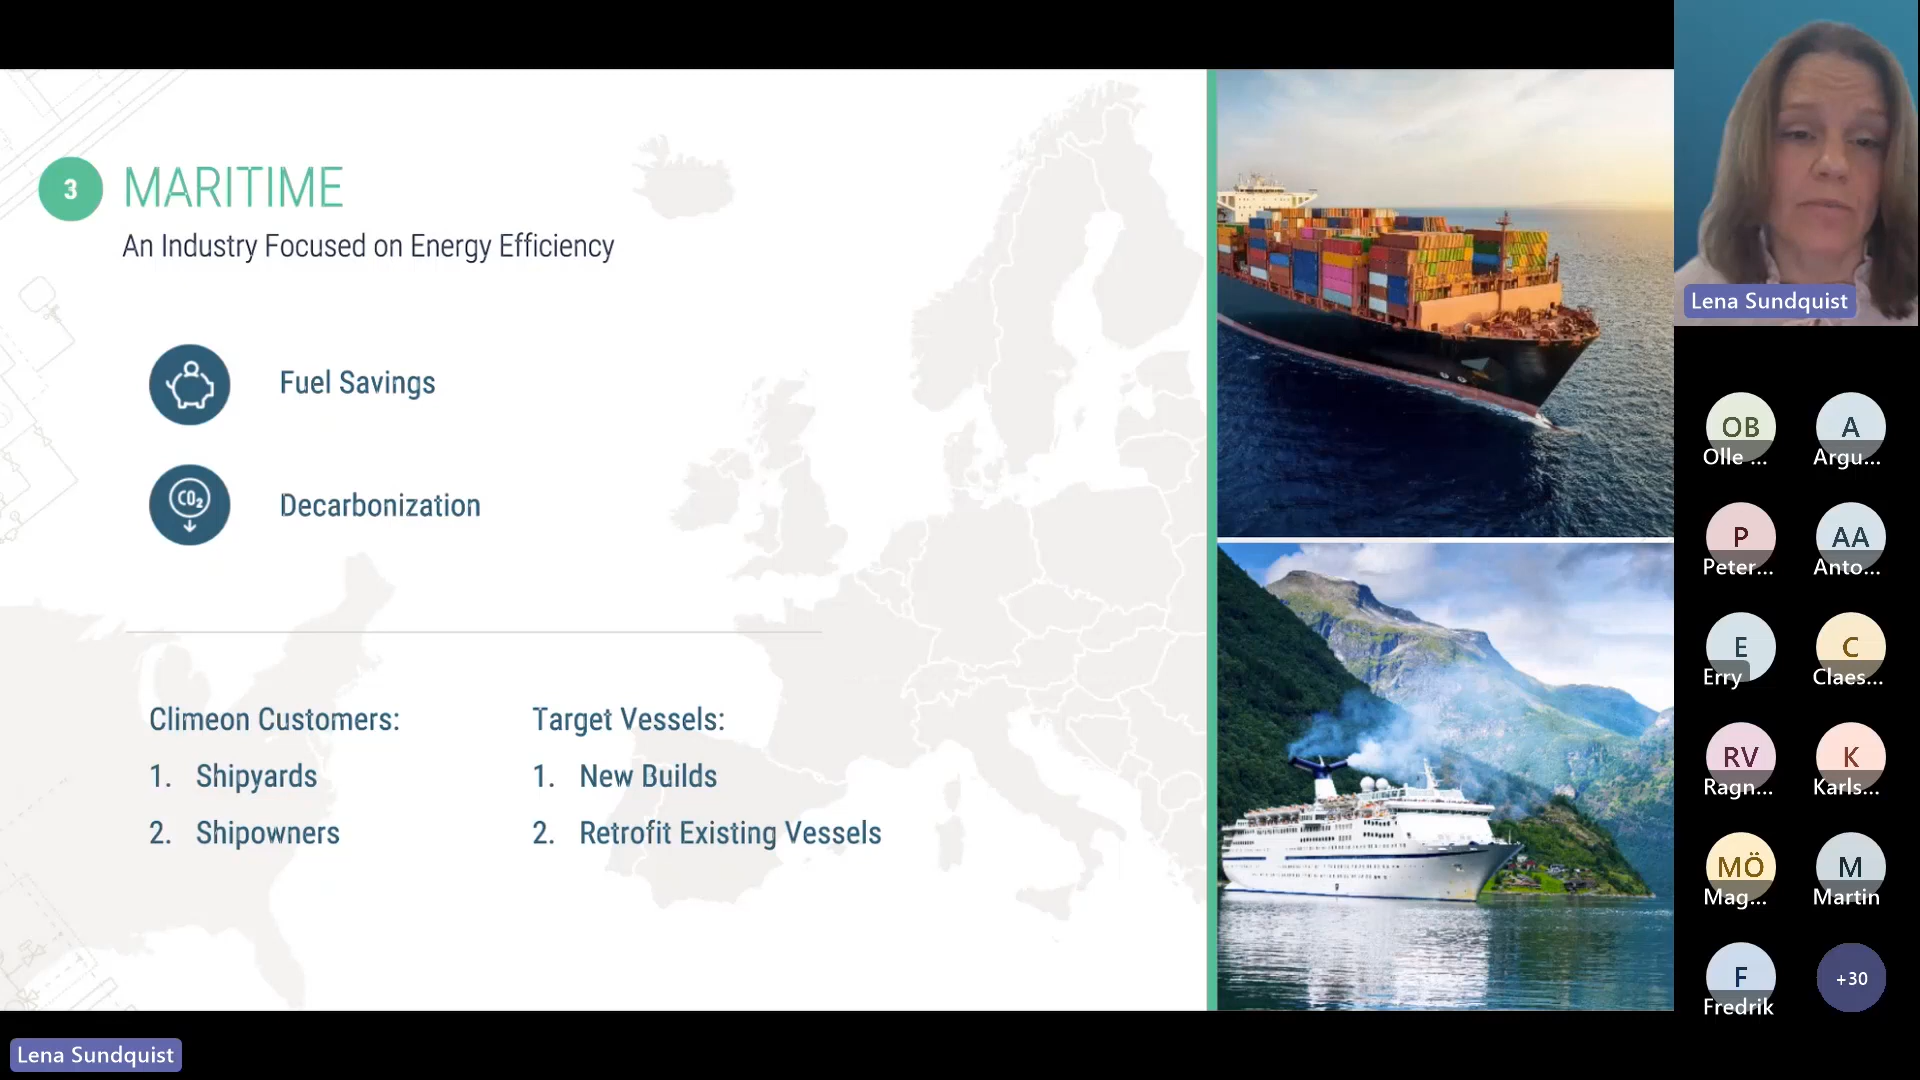 3
MARITIME
An Industry Focused on Energy Efficiency
Fuel Savings
CO₂
Decarbonization
Climeon Customers:
1. Shipyards
2. Shipowners
Target Vessels:
1. New Builds
2. Retrofit Existing Vessels
Lena Sundquist
OB
Olle ...
A
Argu...
P
Peter...
AA
Anto...
E
Erry
C
Claes...
RV
Ragn...
K
Karls...
MÖ
Mag...
M
Martin
F
Fredrik
+30
Lena Sundquist